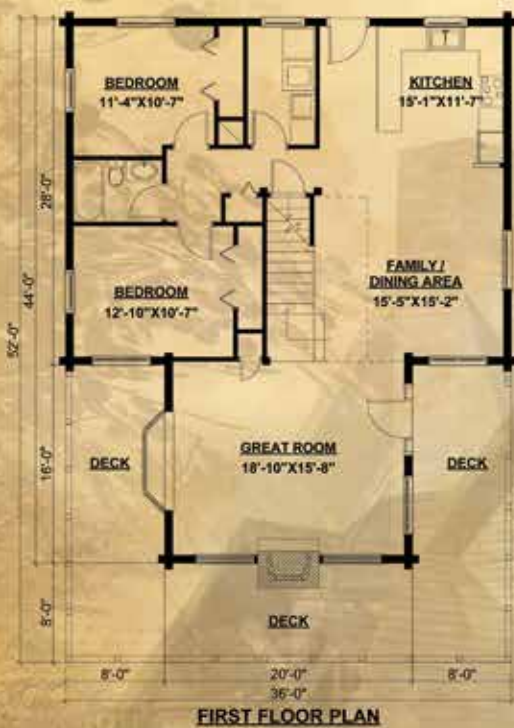 BEDROOM
11'-4"X10'-7"
KITCHEN
15'-1"X11'-7"
FAMILY /
DINING AREA
15'-5"X15'-2"
BEDROOM
12'-10"X10'-7"
28'-0"
44'-0"
52'-0"
GREAT ROOM
18'-10"X15'-8"
DECK
DECK
16'-0"
DECK
8'-0"
8'-0"
20'-0"
8'-0"
36'-0"
FIRST FLOOR PLAN